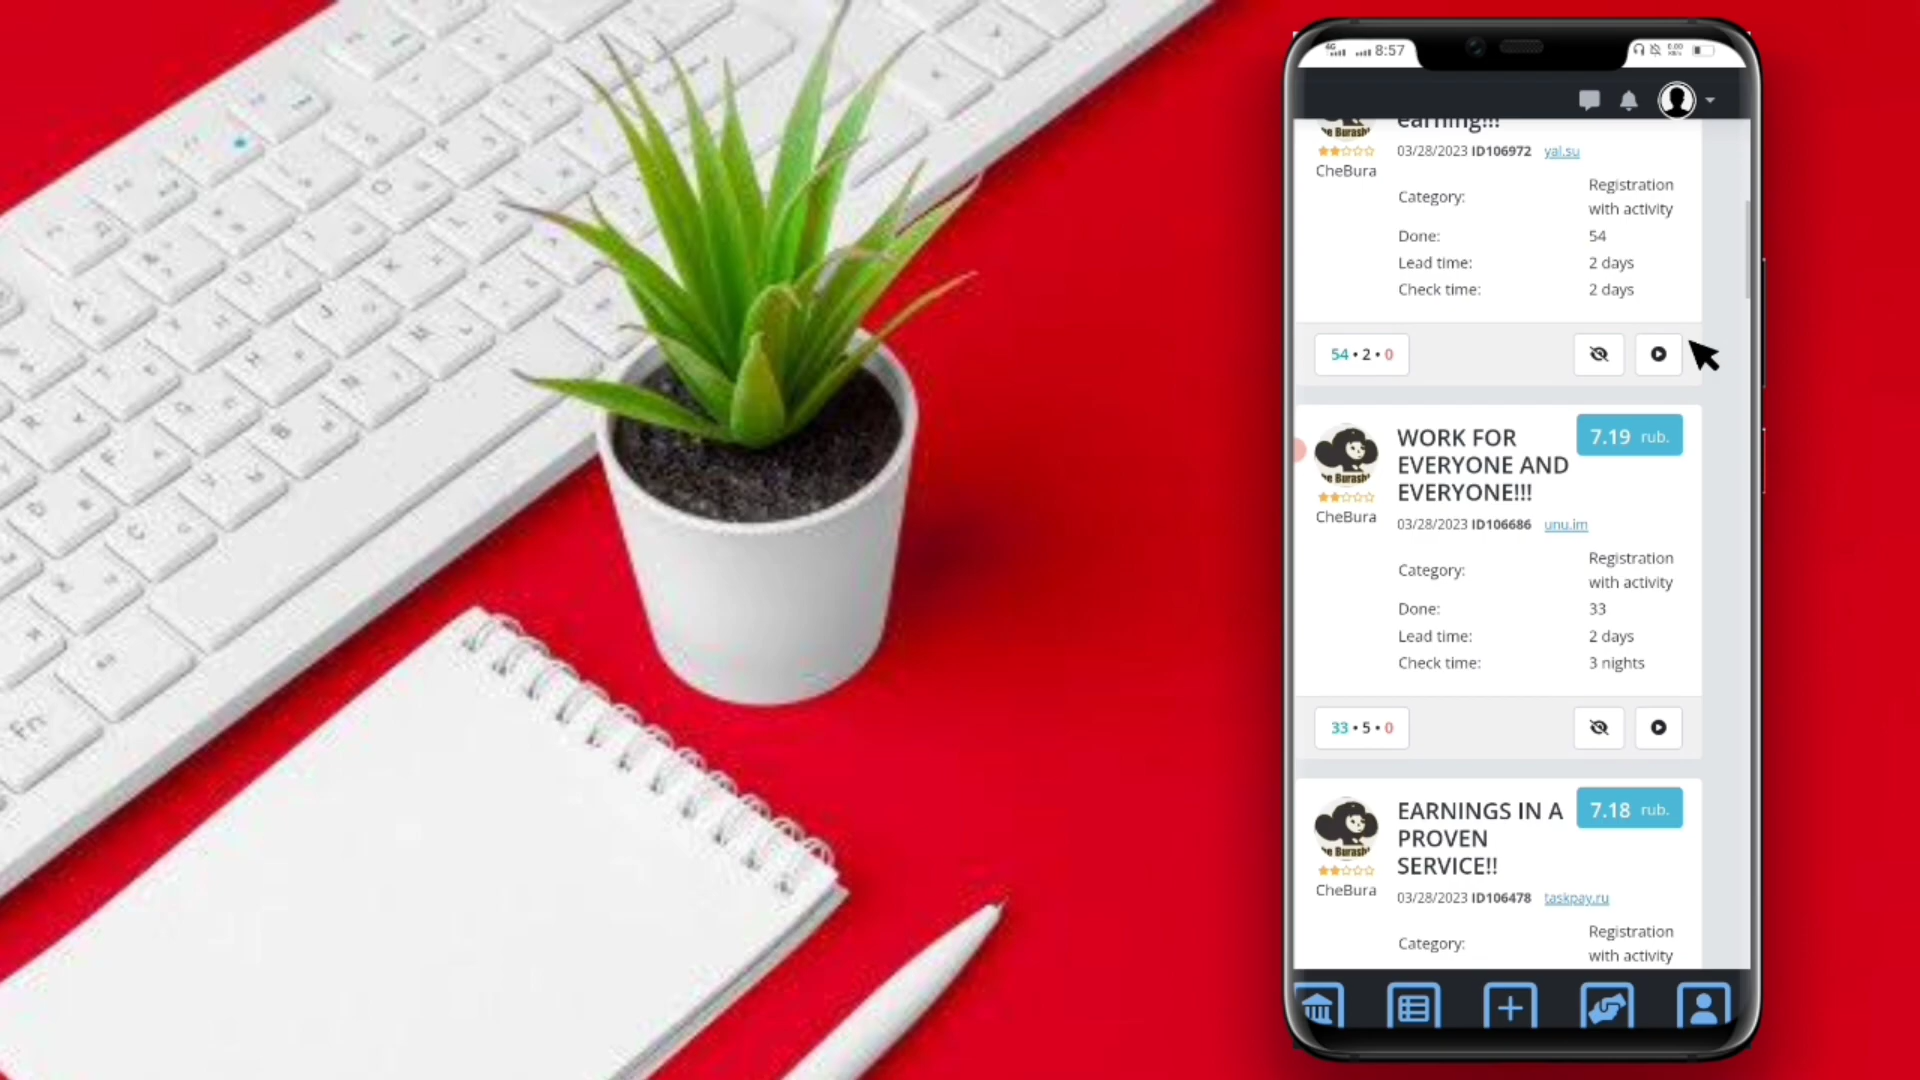 4G 8:57
earning!!!
03/28/2023 ID106972 yal.su
CheBura
Category: Registration with activity
Done: 54
Lead time: 2 days
Check time: 2 days
54 • 2 • 0
WORK FOR EVERYONE AND EVERYONE!!!
7.19 rub.
CheBura
03/28/2023 ID106686 unu.im
Category: Registration with activity
Done: 33
Lead time: 2 days
Check time: 3 nights
33 • 5 • 0
EARNINGS IN A PROVEN SERVICE!!
7.18 rub.
CheBura
03/28/2023 ID106478 taskpay.ru
Category: Registration with activity
Fn